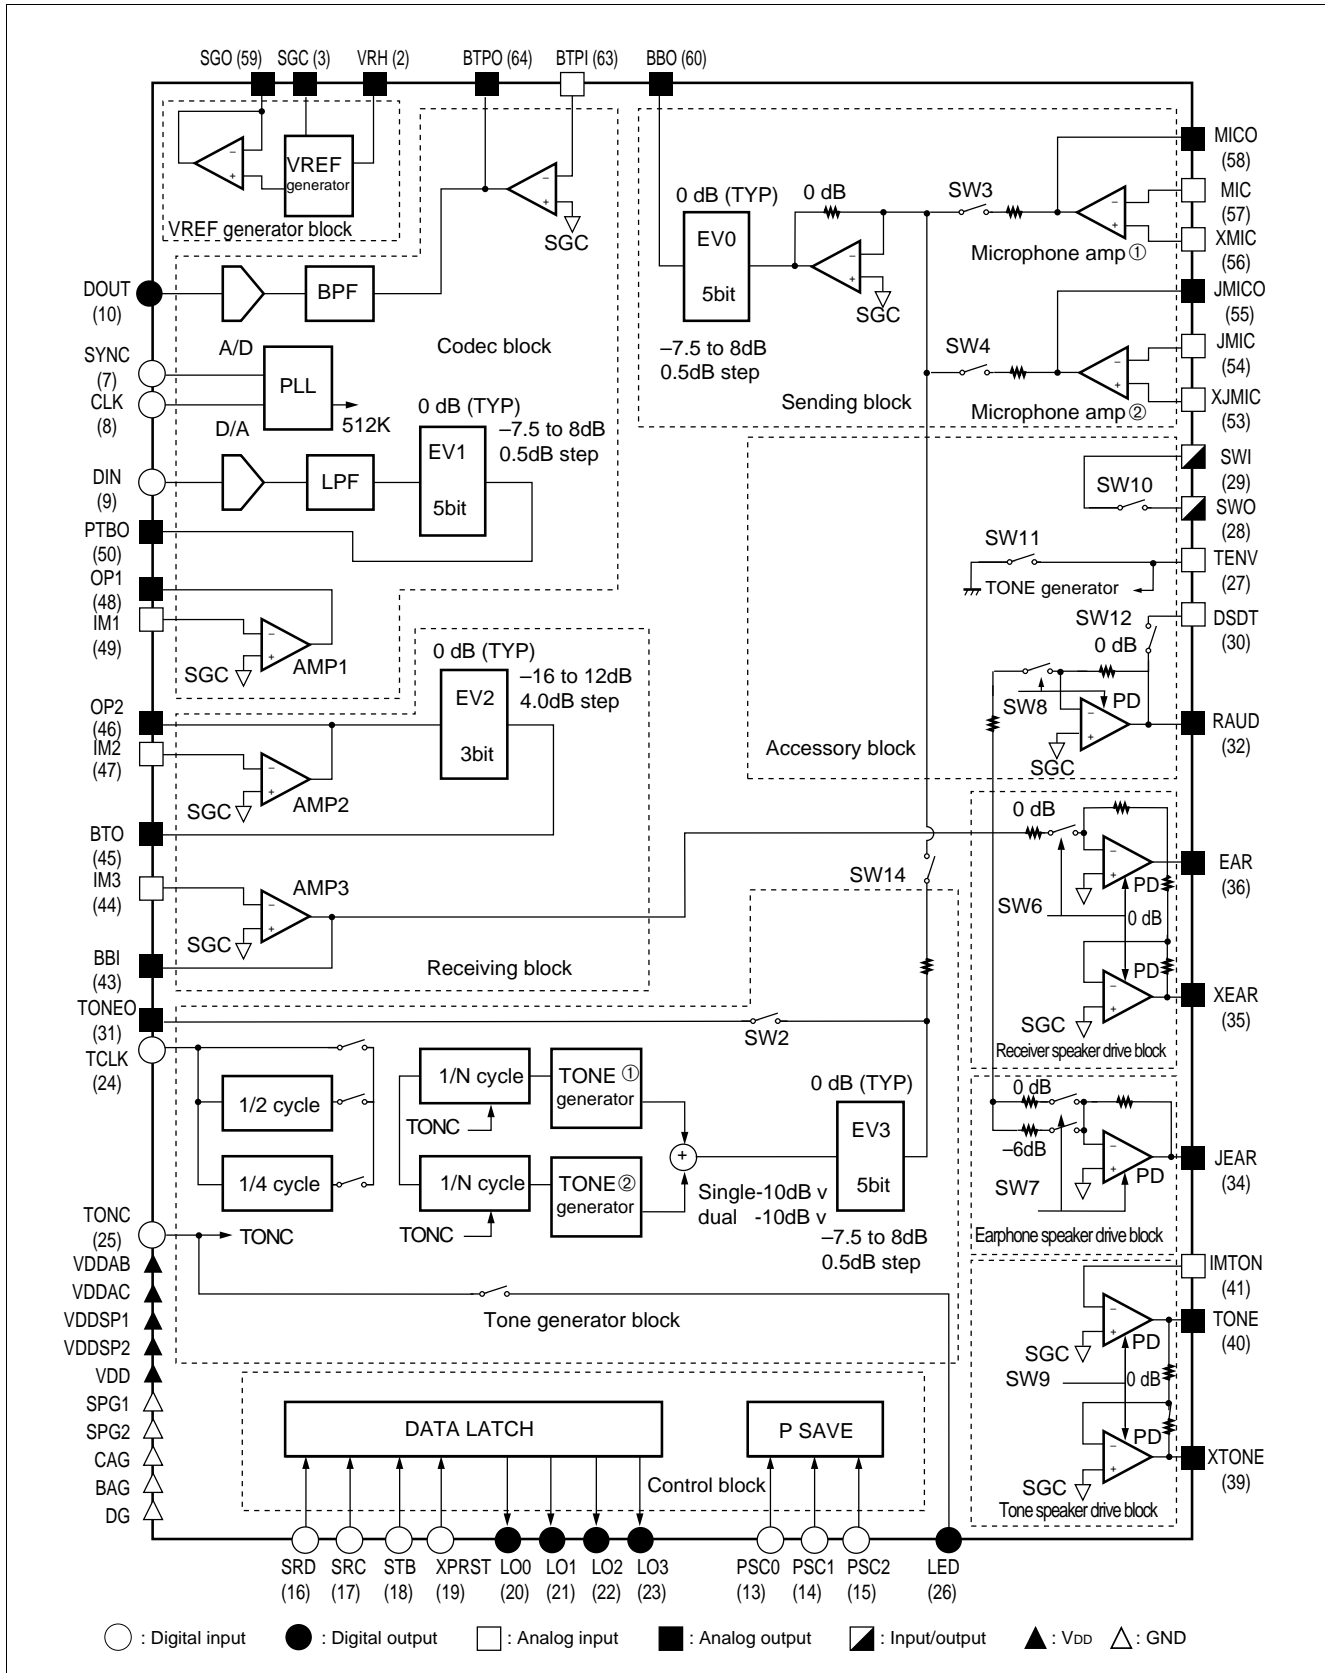 SGO (59) SGC (3) VRH (2) BTPO (64) BTPI (63) BBO (60)
VREF
generator
VREF generator block
SGC
0 dB (TYP)
0 dB
EV0
5bit
–7.5 to 8dB
0.5dB step
SGC
SW3
Microphone amp ①
SW4
Microphone amp ②
Sending block
MICO
(58)
MIC
(57)
XMIC
(56)
JMICO
(55)
JMIC
(54)
XJMIC
(53)
DOUT
(10)
A/D
BPF
Codec block
SYNC
(7)
CLK
(8)
PLL
512K
D/A
DIN
(9)
LPF
0 dB (TYP)
–7.5 to 8dB
0.5dB step
EV1
5bit
PTBO
(50)
OP1
(48)
IM1
(49)
SGC
AMP1
SWI
(29)
SW10
SWO
(28)
SW11
TENV
(27)
TONE generator
SW12
DSDT
(30)
0 dB
SW8
PD
SGC
RAUD
(32)
Accessory block
0 dB (TYP)
–16 to 12dB
4.0dB step
EV2
3bit
OP2
(46)
IM2
(47)
SGC
AMP2
BTO
(45)
IM3
(44)
AMP3
SGC
BBI
(43)
Receiving block
SW14
0 dB
EAR
(36)
PD
SW6
0 dB
PD
SGC
XEAR
(35)
Receiver speaker drive block
TONEO
(31)
SW2
TCLK
(24)
1/2 cycle
1/4 cycle
1/N cycle
TONC
TONE ①
generator
1/N cycle
TONC
TONE ②
generator
+
0 dB (TYP)
EV3
5bit
Single-10dB v
dual -10dB v
–7.5 to 8dB
0.5dB step
0 dB
–6dB
SW7
PD
JEAR
(34)
Earphone speaker drive block
TONC
(25)
TONC
Tone generator block
VDDAB
VDDAC
VDDSP1
VDDSP2
VDD
SPG1
SPG2
CAG
BAG
DG
IMTON
(41)
TONE
(40)
SGC
PD
SW9
0 dB
PD
SGC
XTONE
(39)
Tone speaker drive block
DATA LATCH
P SAVE
Control block
SRD SRC STB XPRST LO0 LO1 LO2 LO3 PSC0 PSC1 PSC2 LED
(16) (17) (18) (19) (20) (21) (22) (23) (13) (14) (15) (26)
: Digital input : Digital output : Analog input : Analog output : Input/output : VDD : GND